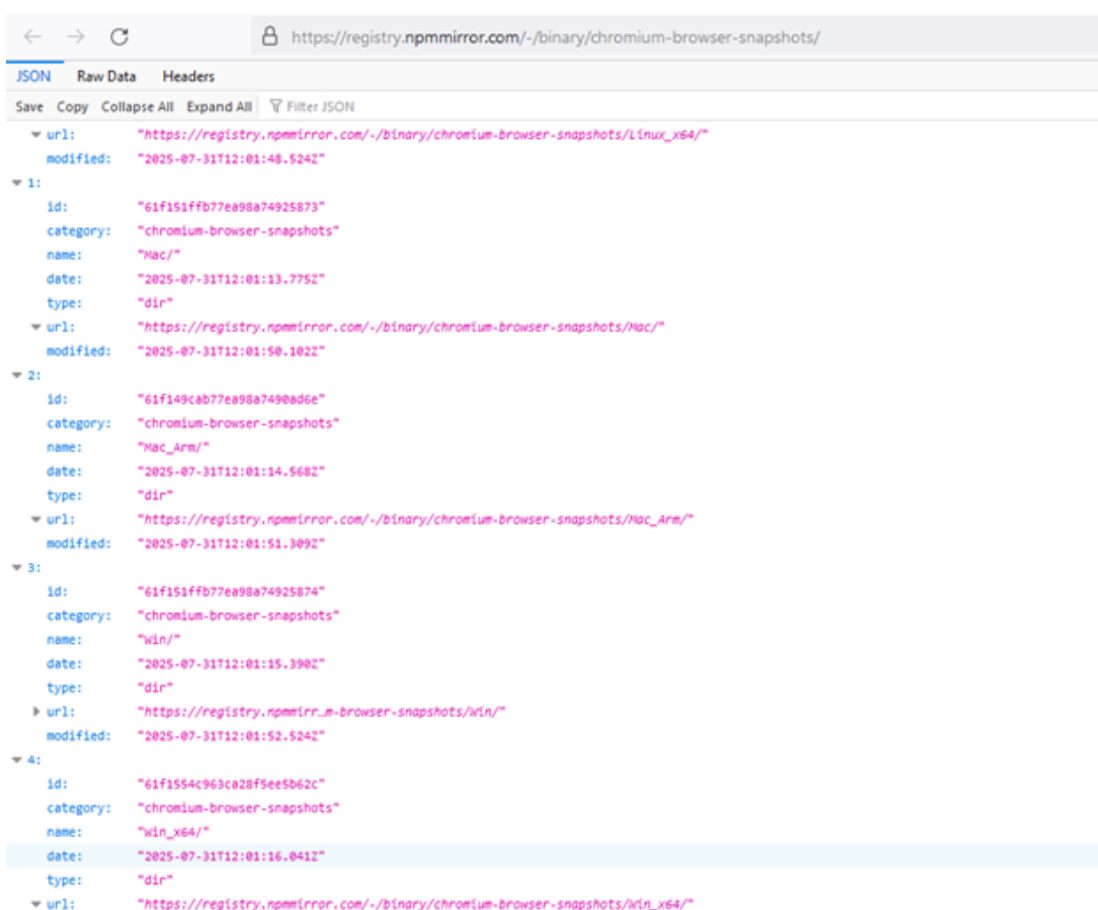 https://registry.npmmirror.com/-/binary/chromium-browser-snapshots/
JSON Raw Data Headers
Save Copy Collapse All Expand All Filter JSON
url: "https://registry.npmmirror.com/-/binary/chromium-browser-snapshots/Linux_x64/"
modified: "2025-07-31T12:01:48.524Z"
1:
id: "61f151ffb77ea98a74925873"
category: "chromium-browser-snapshots"
name: "Mac/"
date: "2025-07-31T12:01:13.775Z"
type: "dir"
url: "https://registry.npmmirror.com/-/binary/chromium-browser-snapshots/Mac/"
modified: "2025-07-31T12:01:50.102Z"
2:
id: "61f149cab77ea98a7490ad6e"
category: "chromium-browser-snapshots"
name: "Mac_Arm/"
date: "2025-07-31T12:01:14.568Z"
type: "dir"
url: "https://registry.npmmirror.com/-/binary/chromium-browser-snapshots/Mac_Arm/"
modified: "2025-07-31T12:01:51.309Z"
3:
id: "61f151ffb77ea98a74925874"
category: "chromium-browser-snapshots"
name: "Win/"
date: "2025-07-31T12:01:15.390Z"
type: "dir"
url: "https://registry.npmmirr…m-browser-snapshots/Win/"
modified: "2025-07-31T12:01:52.524Z"
4:
id: "61f1554c963ca28f5ee5b62c"
category: "chromium-browser-snapshots"
name: "Win_x64/"
date: "2025-07-31T12:01:16.041Z"
type: "dir"
url: "https://registry.npmmirror.com/-/binary/chromium-browser-snapshots/Win_x64/"